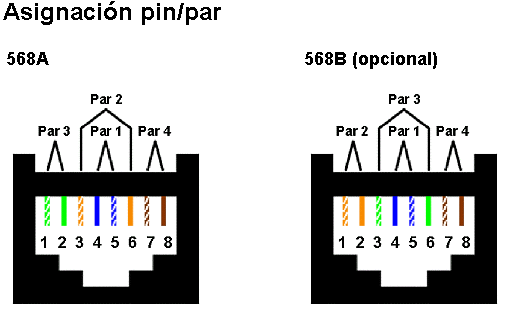 Asignación pin/par
568A
568B (opcional)
Par 2
Par 3
Par 3 Par 1 Par 4
Par 2 Par 1 Par 4
1 2 3 4 5 6 7 8
1 2 3 4 5 6 7 8